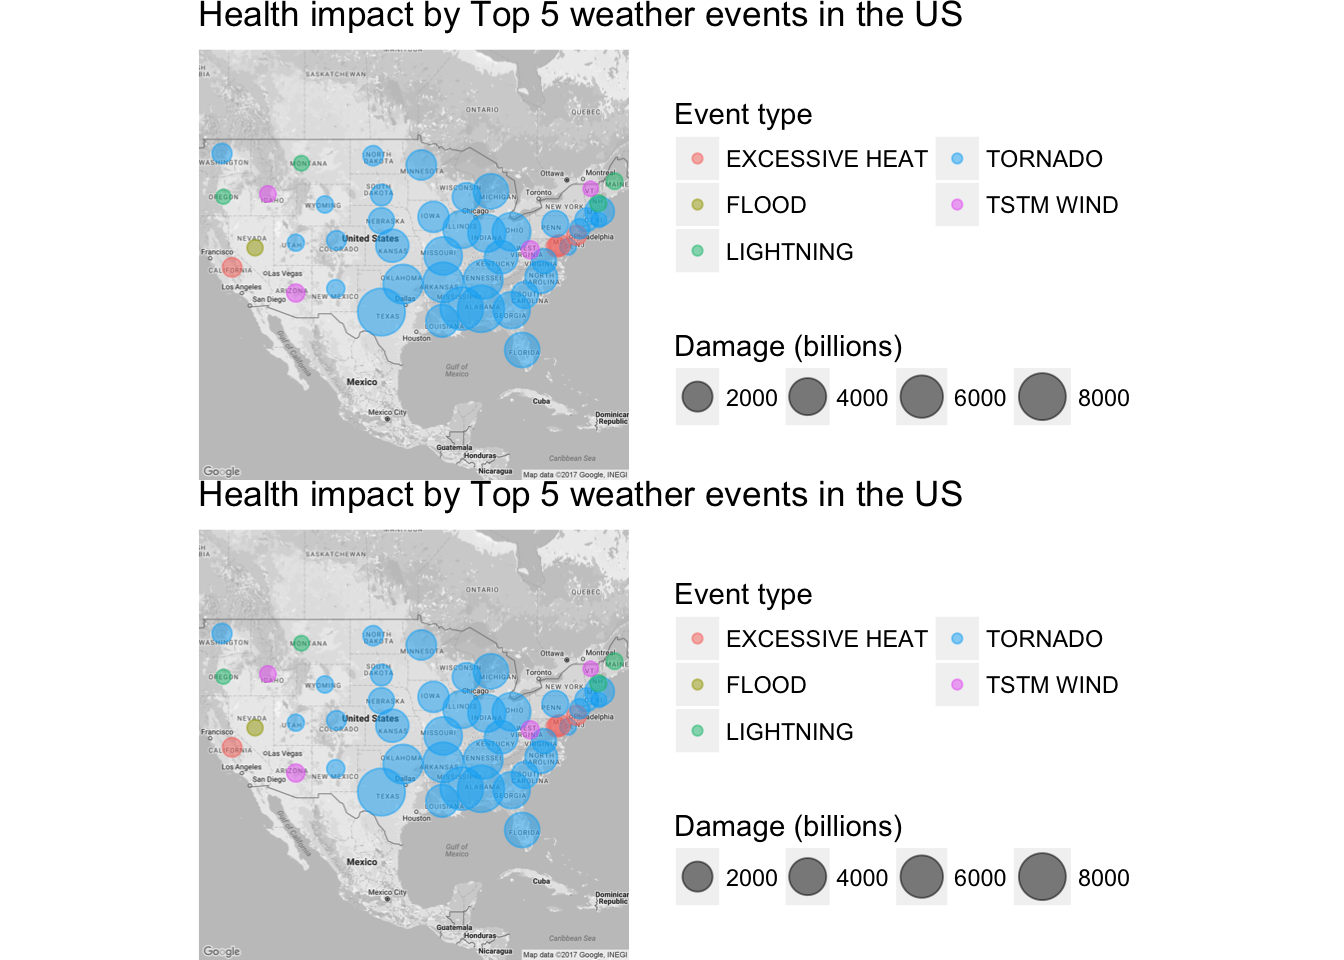 Health impact by Top 5 weather events in the US
SASKATCHEWAN
ONTARIO
QUEBEC
WASHINGTON
MONTANA
NORTH DAKOTA
MINNESOTA
Ottawa
Montreal
MAINE
OREGON
IDAHO
WYOMING
SOUTH DAKOTA
WISCONSIN
MICHIGAN
Toronto
VT
NEW YORK
Chicago
NEBRASKA
IOWA
ILLINOIS
INDIANA
OHIO
PENN
Philadelphia
NEVADA
UTAH
United States
COLORADO
KANSAS
MISSOURI
WEST VIRGINIA
KENTUCKY
VIRGINIA
Francisco
CALIFORNIA
Las Vegas
OKLAHOMA
ARKANSAS
TENNESSEE
NORTH CAROLINA
Los Angeles
ARIZONA
NEW MEXICO
Dallas
MISSISSIPPI
SOUTH CAROLINA
San Diego
TEXAS
ALABAMA
GEORGIA
LOUISIANA
Houston
FLORIDA
Gulf of California
Gulf of Mexico
Mexico
Cuba
Mexico City
Dominican Republic
Guatemala
Honduras
Caribbean Sea
Nicaragua
Google
Map data ©2017 Google, INEGI
Event type
EXCESSIVE HEAT
TORNADO
FLOOD
TSTM WIND
LIGHTNING
Damage (billions)
2000
4000
6000
8000
Health impact by Top 5 weather events in the US
SASKATCHEWAN
ONTARIO
QUEBEC
WASHINGTON
MONTANA
NORTH DAKOTA
MINNESOTA
Ottawa
Montreal
MAINE
OREGON
IDAHO
WYOMING
SOUTH DAKOTA
WISCONSIN
MICHIGAN
Toronto
VT
NEW YORK
Chicago
NEBRASKA
IOWA
ILLINOIS
INDIANA
OHIO
PENN
Philadelphia
NEVADA
UTAH
United States
COLORADO
KANSAS
MISSOURI
WEST VIRGINIA
KENTUCKY
VIRGINIA
Francisco
CALIFORNIA
Las Vegas
OKLAHOMA
ARKANSAS
TENNESSEE
NORTH CAROLINA
Los Angeles
ARIZONA
NEW MEXICO
Dallas
MISSISSIPPI
SOUTH CAROLINA
San Diego
TEXAS
ALABAMA
GEORGIA
LOUISIANA
Houston
FLORIDA
Gulf of California
Gulf of Mexico
Mexico
Cuba
Mexico City
Dominican Republic
Guatemala
Honduras
Caribbean Sea
Nicaragua
Google
Map data ©2017 Google, INEGI
Event type
EXCESSIVE HEAT
TORNADO
FLOOD
TSTM WIND
LIGHTNING
Damage (billions)
2000
4000
6000
8000